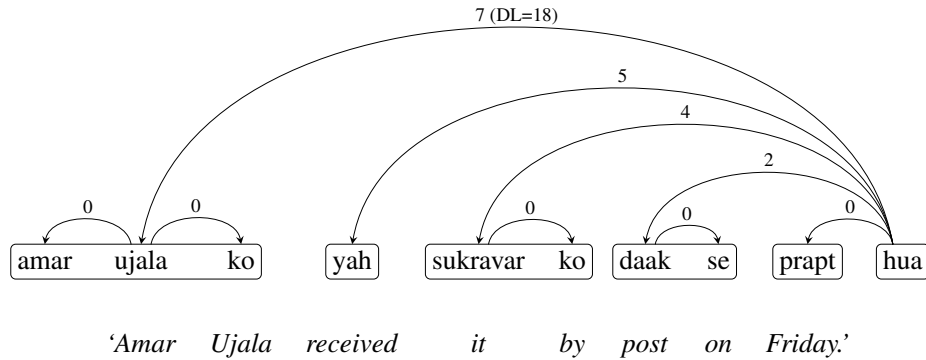 7 (DL=18)
5
4
2
0 0 0 0 0
amar ujala ko yah sukravar ko daak se prapt hua
‘Amar Ujala received it by post on Friday.’